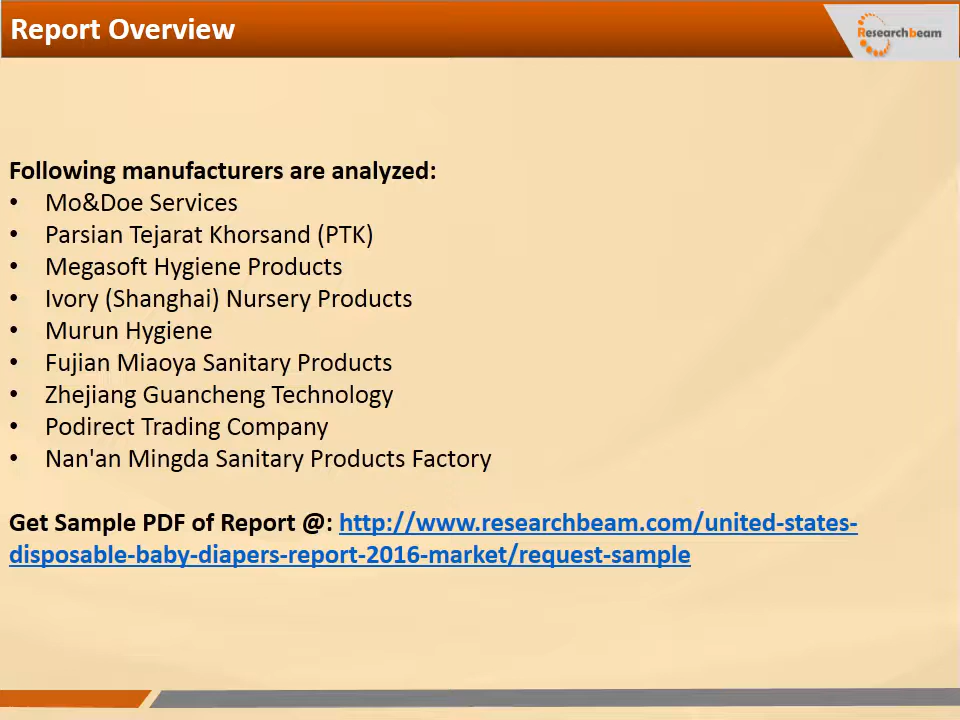 Report Overview
Researchbeam
Following manufacturers are analyzed:
• Mo&Doe Services
• Parsian Tejarat Khorsand (PTK)
• Megasoft Hygiene Products
• Ivory (Shanghai) Nursery Products
• Murun Hygiene
• Fujian Miaoya Sanitary Products
• Zhejiang Guancheng Technology
• Podirect Trading Company
• Nan'an Mingda Sanitary Products Factory
Get Sample PDF of Report @: http://www.researchbeam.com/united-states-
disposable-baby-diapers-report-2016-market/request-sample